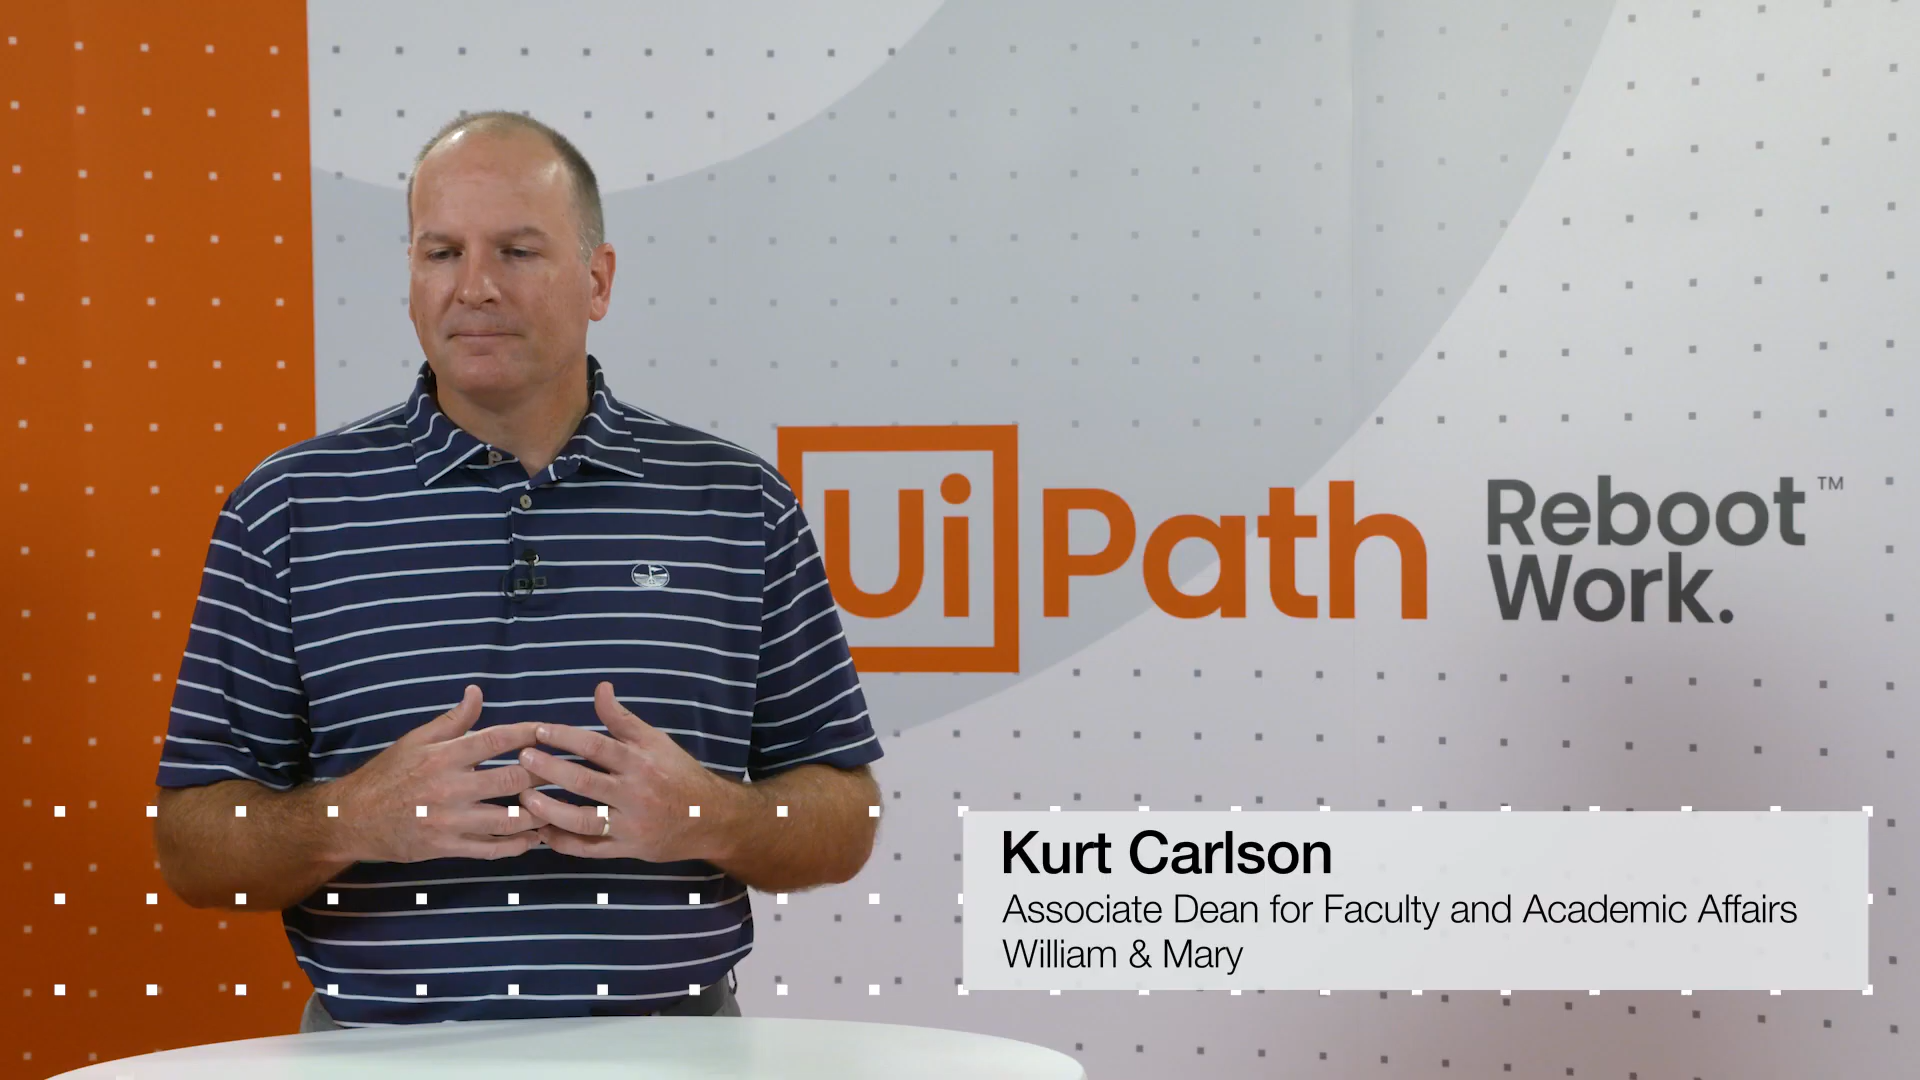 UiPath
Reboot™
Work.
Kurt Carlson
Associate Dean for Faculty and Academic Affairs
William & Mary